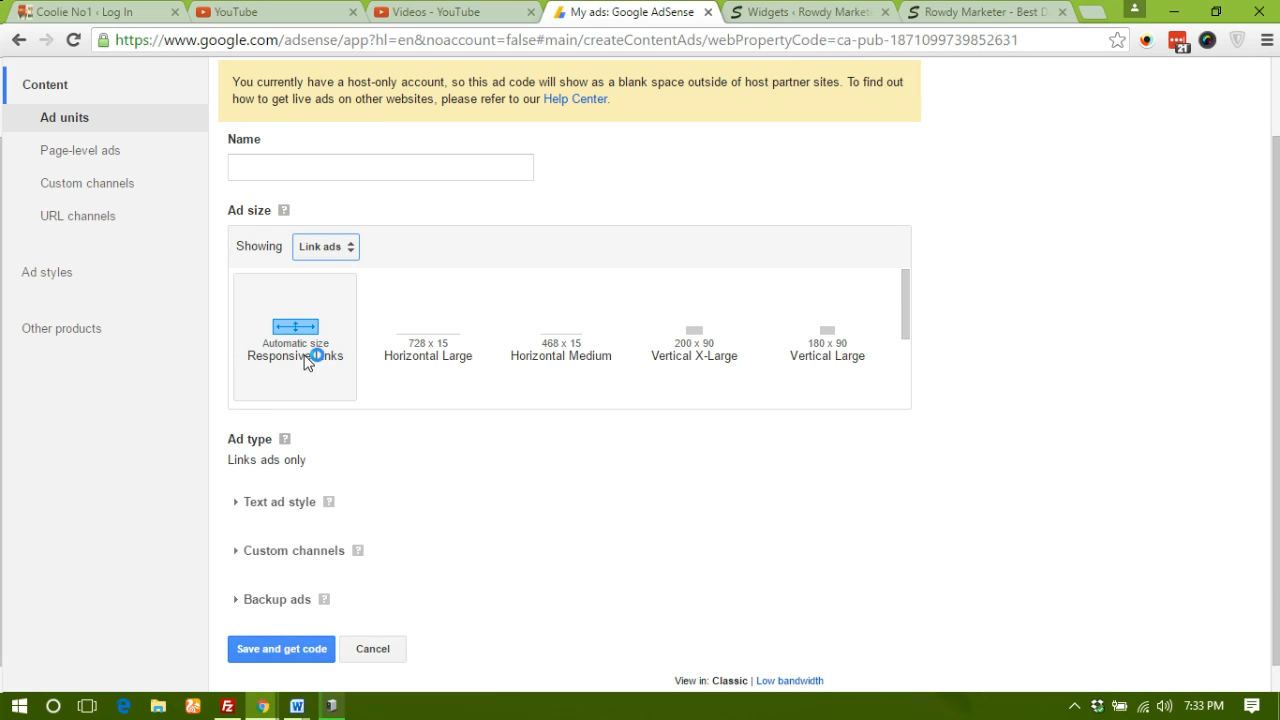 Coolie No1 ‹ Log In
YouTube
Videos - YouTube
My ads: Google AdSense
Widgets ‹ Rowdy Market
Rowdy Marketer - Best D
https://www.google.com/adsense/app?hl=en&noaccount=false#main/createContentAds/webPropertyCode=ca-pub-1871099739852631
21
Content
Ad units
Page-level ads
Custom channels
URL channels
Ad styles
Other products
You currently have a host-only account, so this ad code will show as a blank space outside of host partner sites. To find out
how to get live ads on other websites, please refer to our Help Center.
Name
Ad size ?
Showing Link ads
Automatic size
Responsive Links
728 x 15
Horizontal Large
468 x 15
Horizontal Medium
200 x 90
Vertical X-Large
180 x 90
Vertical Large
Ad type ?
Links ads only
Text ad style ?
Custom channels ?
Backup ads ?
Save and get code Cancel
View in: Classic | Low bandwidth
7:33 PM